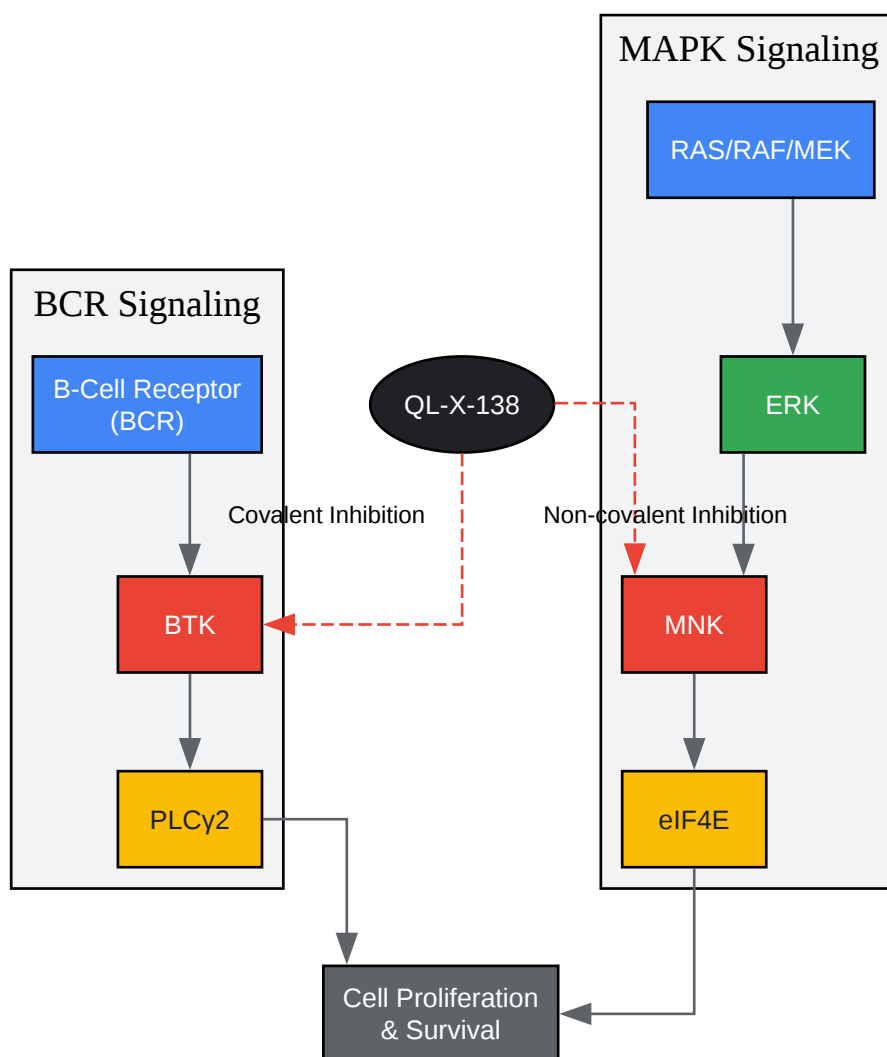 MAPK Signaling
RAS/RAF/MEK
BCR Signaling
B-Cell Receptor
(BCR)
QL-X-138
ERK
Covalent Inhibition
Non-covalent Inhibition
BTK
MNK
PLCγ2
eIF4E
Cell Proliferation
& Survival